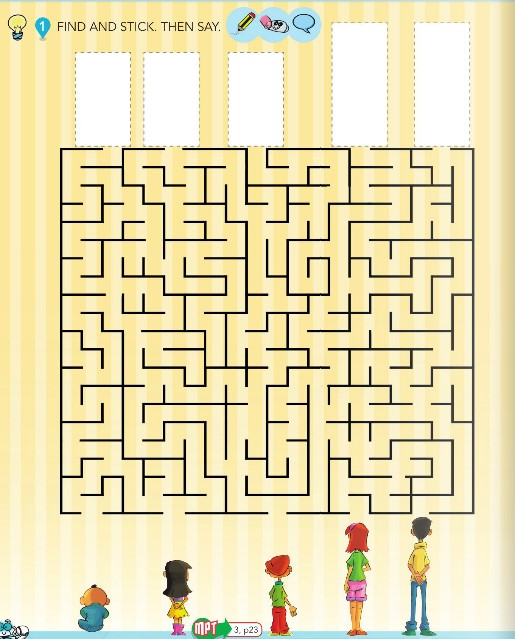 1 FIND AND STICK. THEN SAY.
MPT 3, p23